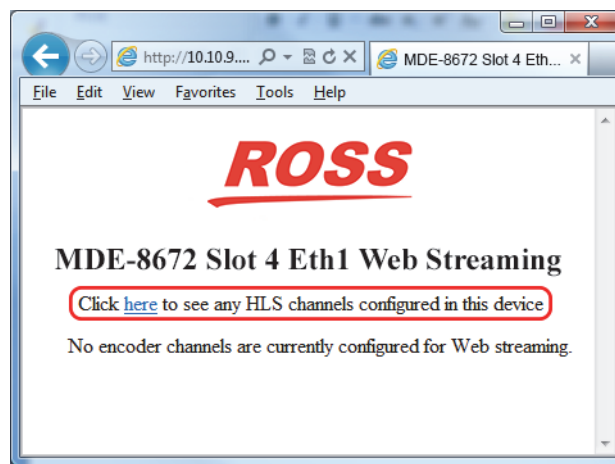 http://10.10.9....
MDE-8672 Slot 4 Eth...
File Edit View Favorites Tools Help
ROSS
MDE-8672 Slot 4 Eth1 Web Streaming
Click here to see any HLS channels configured in this device
No encoder channels are currently configured for Web streaming.